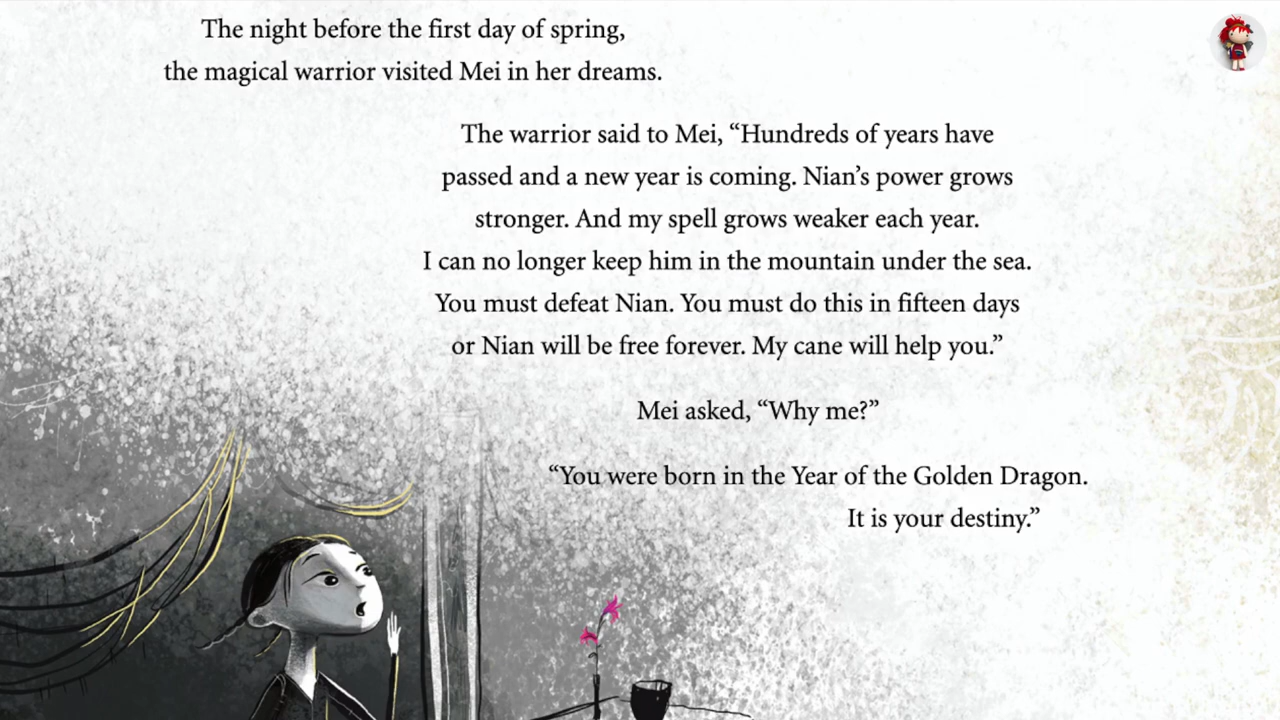 The night before the first day of spring,
the magical warrior visited Mei in her dreams.
The warrior said to Mei, “Hundreds of years have
passed and a new year is coming. Nian’s power grows
stronger. And my spell grows weaker each year.
I can no longer keep him in the mountain under the sea.
You must defeat Nian. You must do this in fifteen days
or Nian will be free forever. My cane will help you.”
Mei asked, “Why me?”
“You were born in the Year of the Golden Dragon.
It is your destiny.”